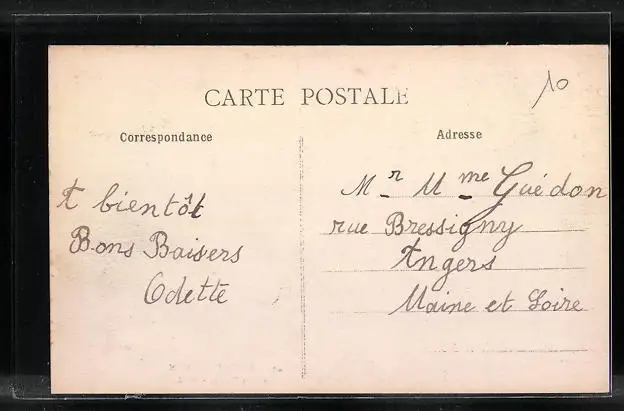 10
CARTE POSTALE
Correspondance
A bientôt
Bons Baisers
Odette
Adresse
Mr Mme Guédon
rue Bressigny
Angers
Maine et Loire